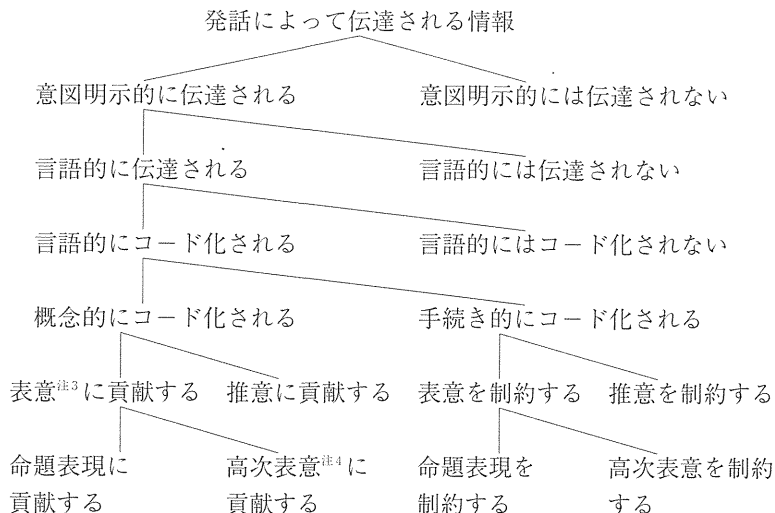 発話によって伝達される情報
意図明示的に伝達される 意図明示的には伝達されない
言語的に伝達される 言語的には伝達されない
言語的にコード化される 言語的にはコード化されない
概念的にコード化される 手続き的にコード化される
表意注3に貢献する 推意に貢献する 表意を制約する 推意を制約する
命題表現に 高次表意注4に 命題表現を 高次表意を制約
貢献する 貢献する 制約する する